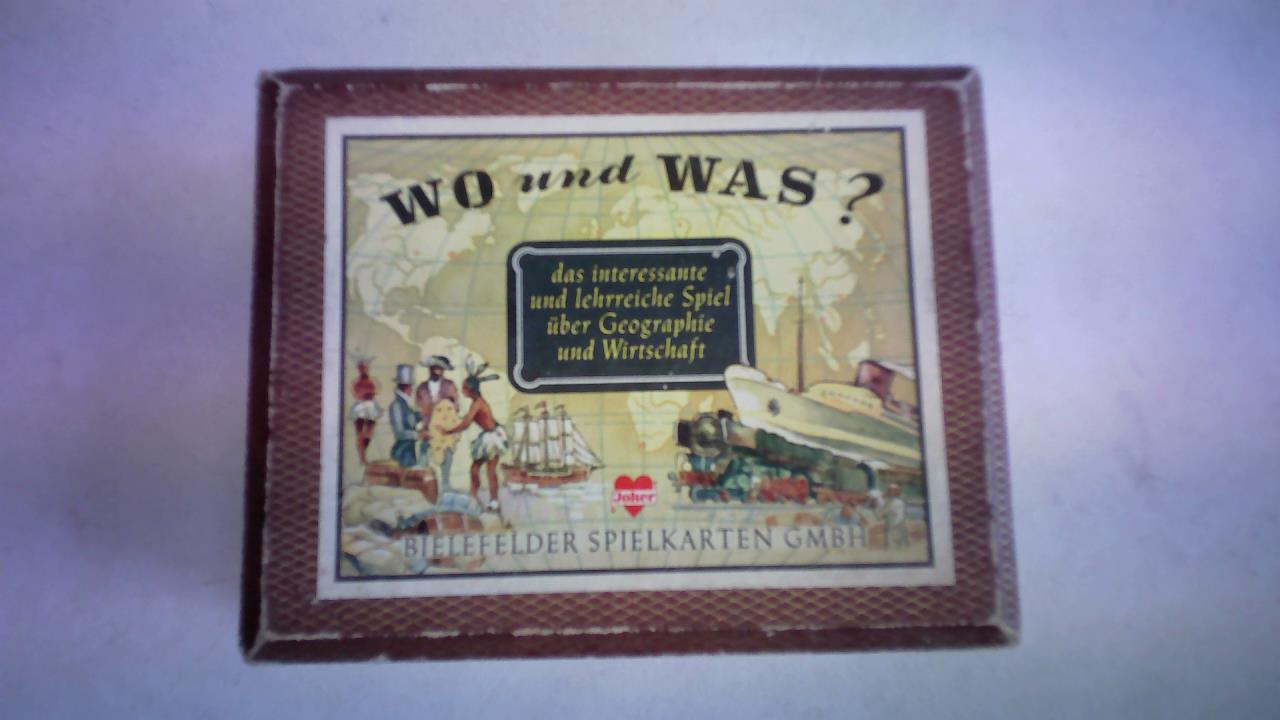 WO und WAS?
das interessante
und lehrreiche Spiel
über Geographie
und Wirtschaft
Joker
BIELEFELDER SPIELKARTEN GMBH